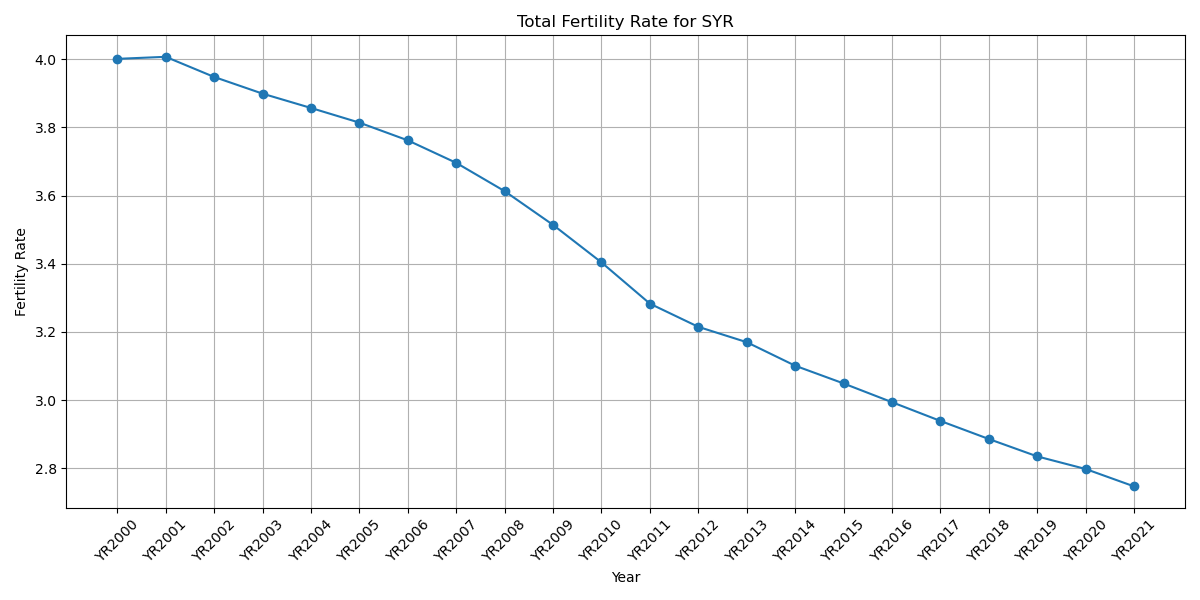 Total Fertility Rate for SYR
4.0
3.8
3.6
3.4
3.2
3.0
2.8
Fertility Rate
YR2000
YR2001
YR2002
YR2003
YR2004
YR2005
YR2006
YR2007
YR2008
YR2009
YR2010
YR2011
YR2012
YR2013
YR2014
YR2015
YR2016
YR2017
YR2018
YR2019
YR2020
YR2021
Year